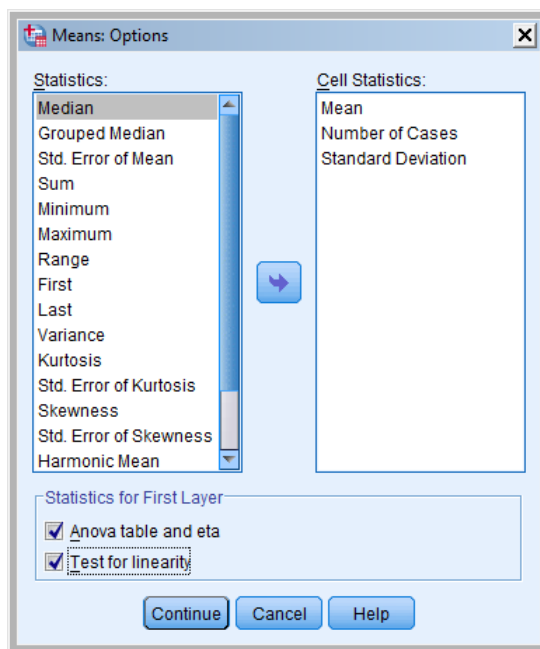 Means: Options
Statistics:
Median
Grouped Median
Std. Error of Mean
Sum
Minimum
Maximum
Range
First
Last
Variance
Kurtosis
Std. Error of Kurtosis
Skewness
Std. Error of Skewness
Harmonic Mean
Cell Statistics:
Mean
Number of Cases
Standard Deviation
Statistics for First Layer
Anova table and eta
Test for linearity
Continue Cancel Help